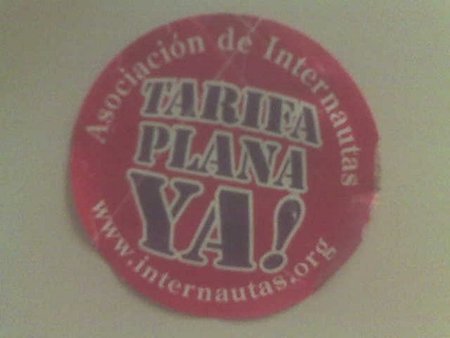 Asociación de Internautas
TARIFA
PLANA
YA!
www.internautas.org